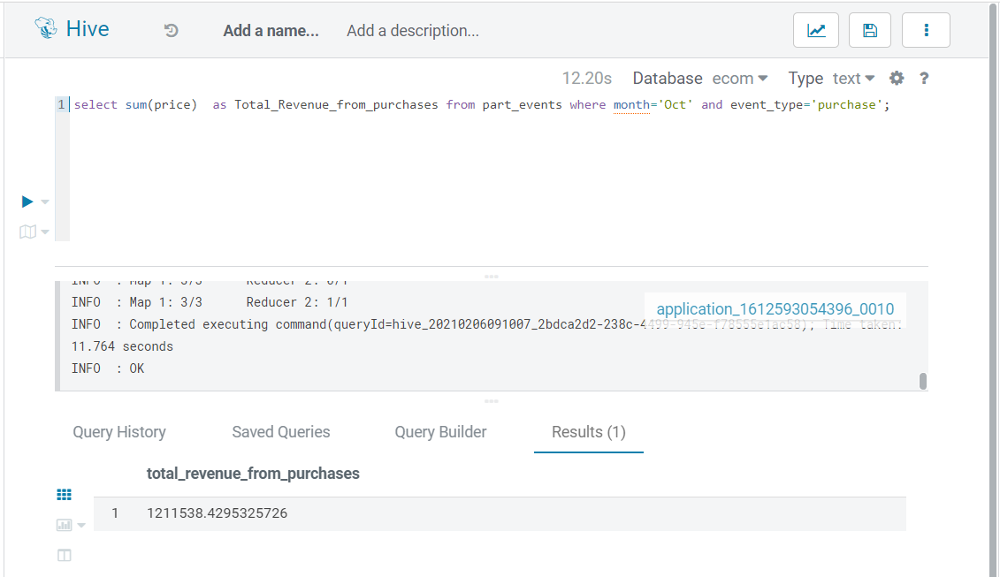 Hive Add a name... Add a description...
12.20s Database ecom Type text ?
1 select sum(price)  as Total_Revenue_from_purchases from part_events where month='Oct' and event_type='purchase';
INFO  : Map 1: 3/3      Reducer 2: 0/1
INFO  : Map 1: 3/3      Reducer 2: 1/1
application_1612593054396_0010
INFO  : Completed executing command(queryId=hive_20210206091007_2bdca2d2-238c-4499-945e-f78555e1ac58); Time taken:
11.764 seconds
INFO  : OK
Query History Saved Queries Query Builder Results (1)
total_revenue_from_purchases
1 1211538.4295325726